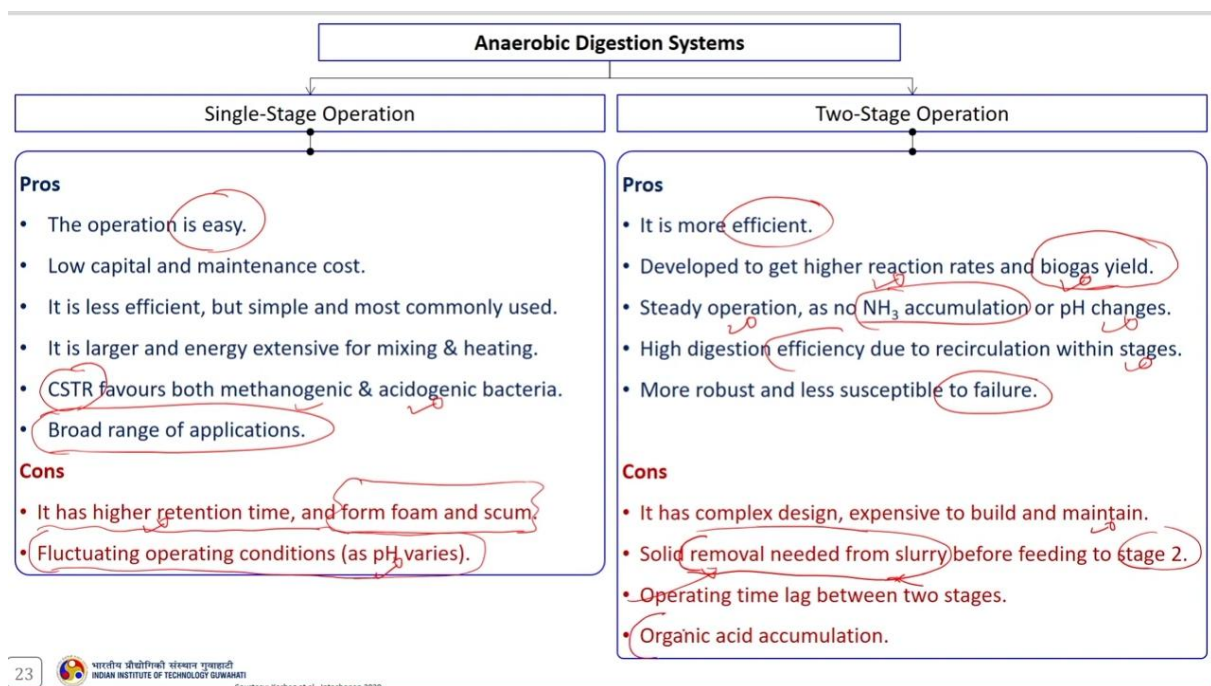 Anaerobic Digestion Systems
Single-Stage Operation
Pros
• The operation is easy.
• Low capital and maintenance cost.
• It is less efficient, but simple and most commonly used.
• It is larger and energy extensive for mixing & heating.
• CSTR favours both methanogenic & acidogenic bacteria.
• Broad range of applications.
Cons
• It has higher retention time, and form foam and scum.
• Fluctuating operating conditions (as pH varies).
Two-Stage Operation
Pros
• It is more efficient.
• Developed to get higher reaction rates and biogas yield.
• Steady operation, as no NH₃ accumulation or pH changes.
• High digestion efficiency due to recirculation within stages.
• More robust and less susceptible to failure.
Cons
• It has complex design, expensive to build and maintain.
• Solid removal needed from slurry before feeding to stage 2.
• Operating time lag between two stages.
• Organic acid accumulation.
23
भारतीय प्रौद्योगिकी संस्थान गुवाहाटी
INDIAN INSTITUTE OF TECHNOLOGY GUWAHATI